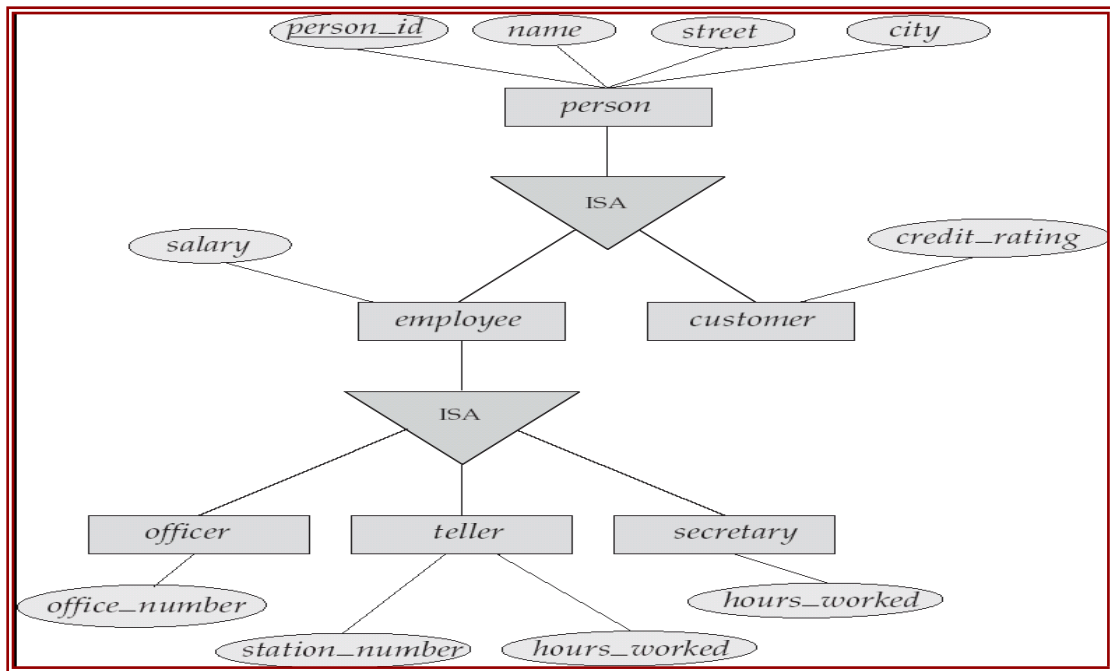 person_id name street city
person
ISA
salary credit_rating
employee customer
ISA
officer teller secretary
office_number hours_worked
station_number hours_worked